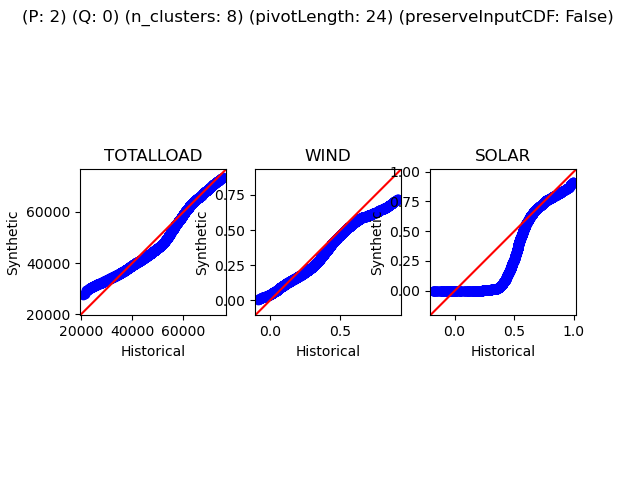 (P: 2) (Q: 0) (n_clusters: 8) (pivotLength: 24) (preserveInputCDF: False)
TOTALLOAD
Synthetic
60000
40000
20000
20000 40000 60000
Historical
WIND
Synthetic
0.75
0.50
0.25
0.00
0.0 0.5
Historical
SOLAR
Synthetic
1.00
0.75
0.50
0.25
0.00
0.0 0.5 1.0
Historical